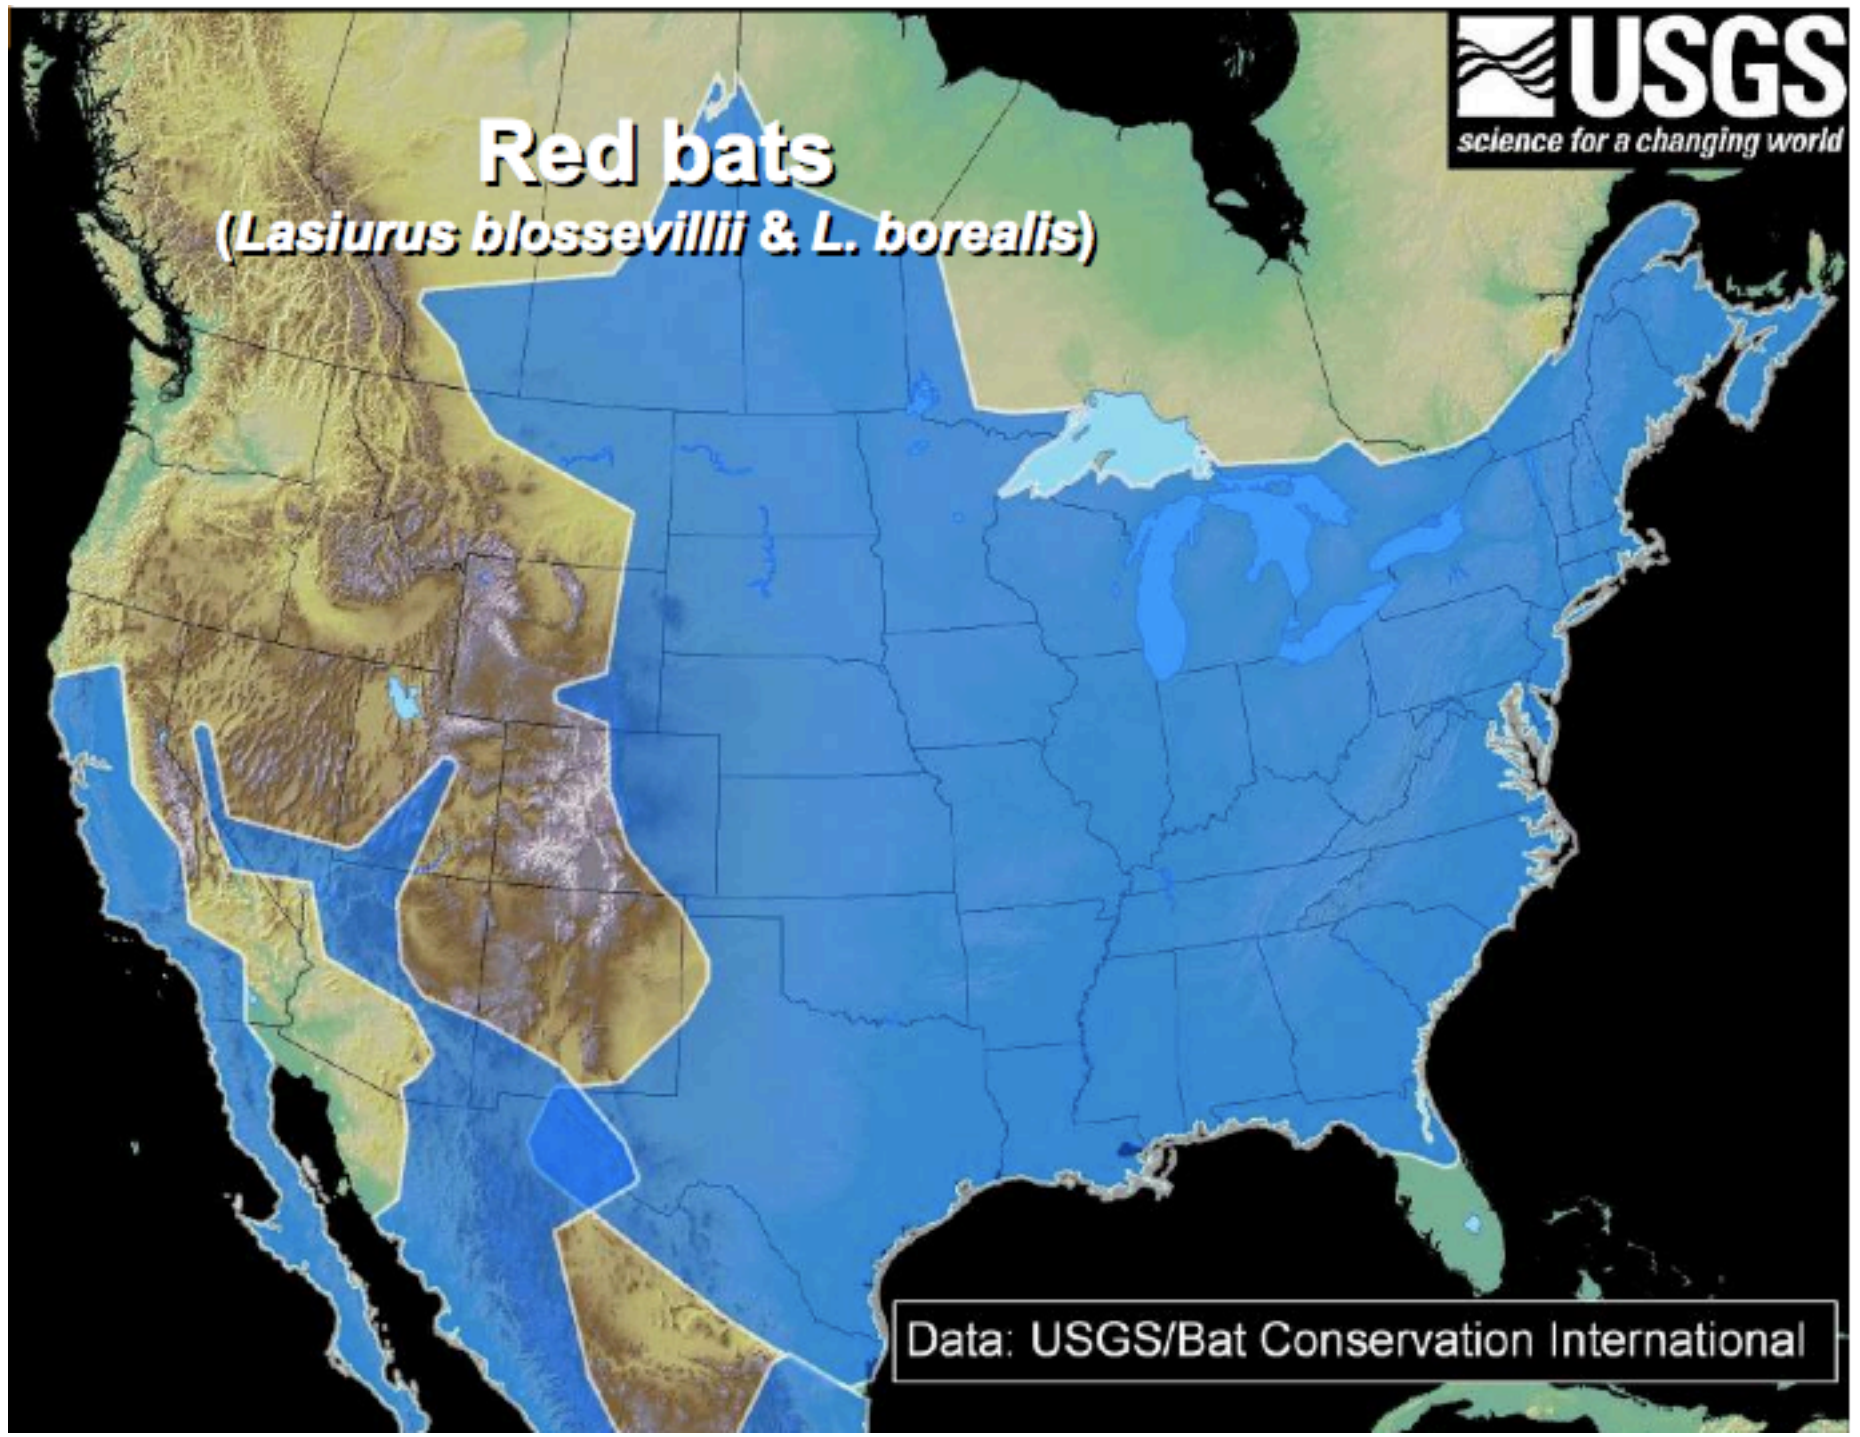 USGS
science for a changing world
Red bats
(Lasiurus blossevillii & L. borealis)
Data: USGS/Bat Conservation International